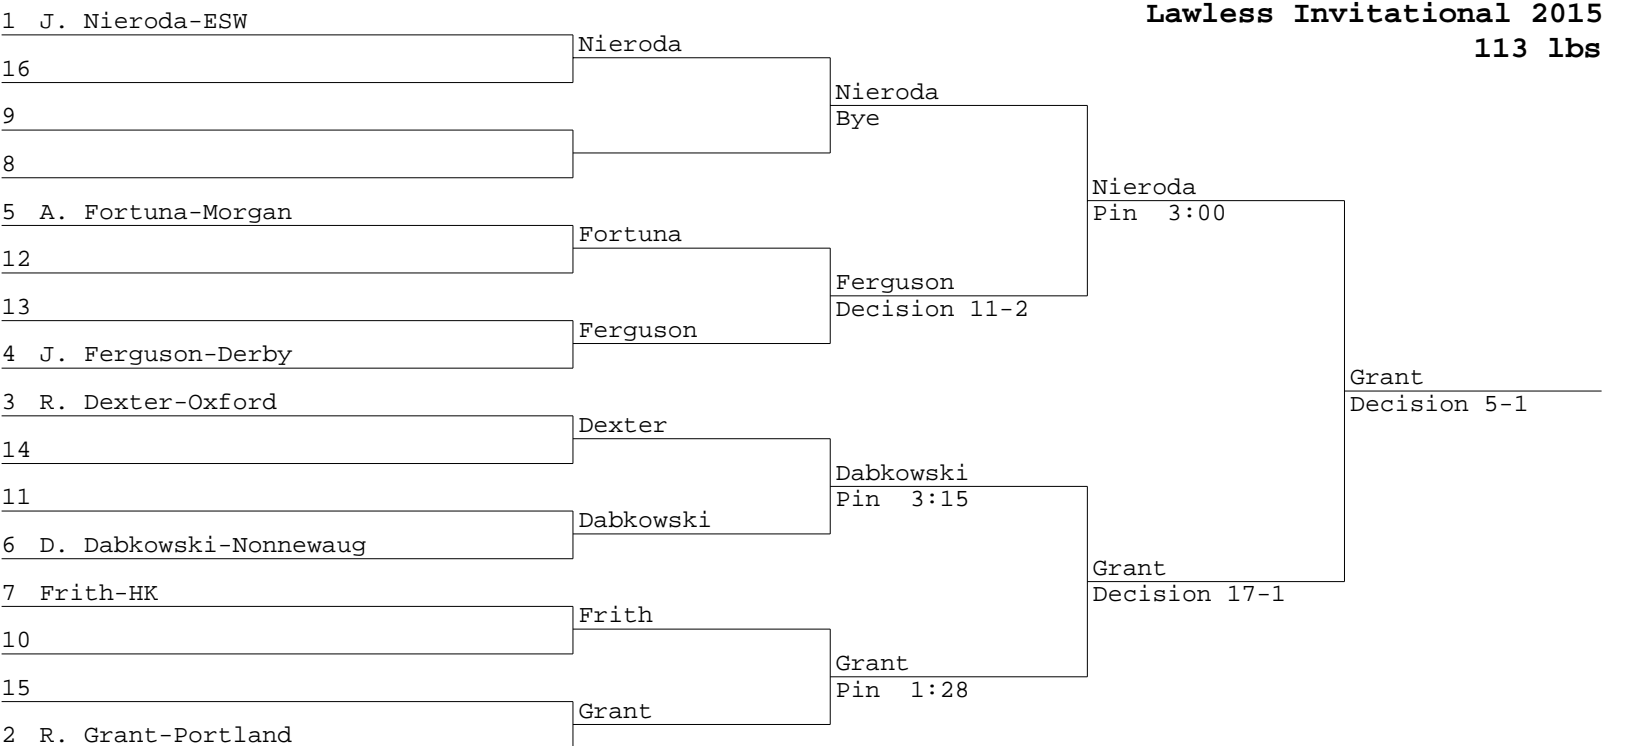 Lawless Invitational 2015
113 lbs
1 J. Nieroda-ESW
16
9
8
5 A. Fortuna-Morgan
12
13
4 J. Ferguson-Derby
3 R. Dexter-Oxford
14
11
6 D. Dabkowski-Nonnewaug
7 Frith-HK
10
15
2 R. Grant-Portland
Nieroda
Fortuna
Ferguson
Dexter
Dabkowski
Frith
Grant
Nieroda
Bye
Ferguson
Decision 11-2
Dabkowski
Pin 3:15
Grant
Pin 1:28
Nieroda
Pin 3:00
Grant
Decision 17-1
Grant
Decision 5-1